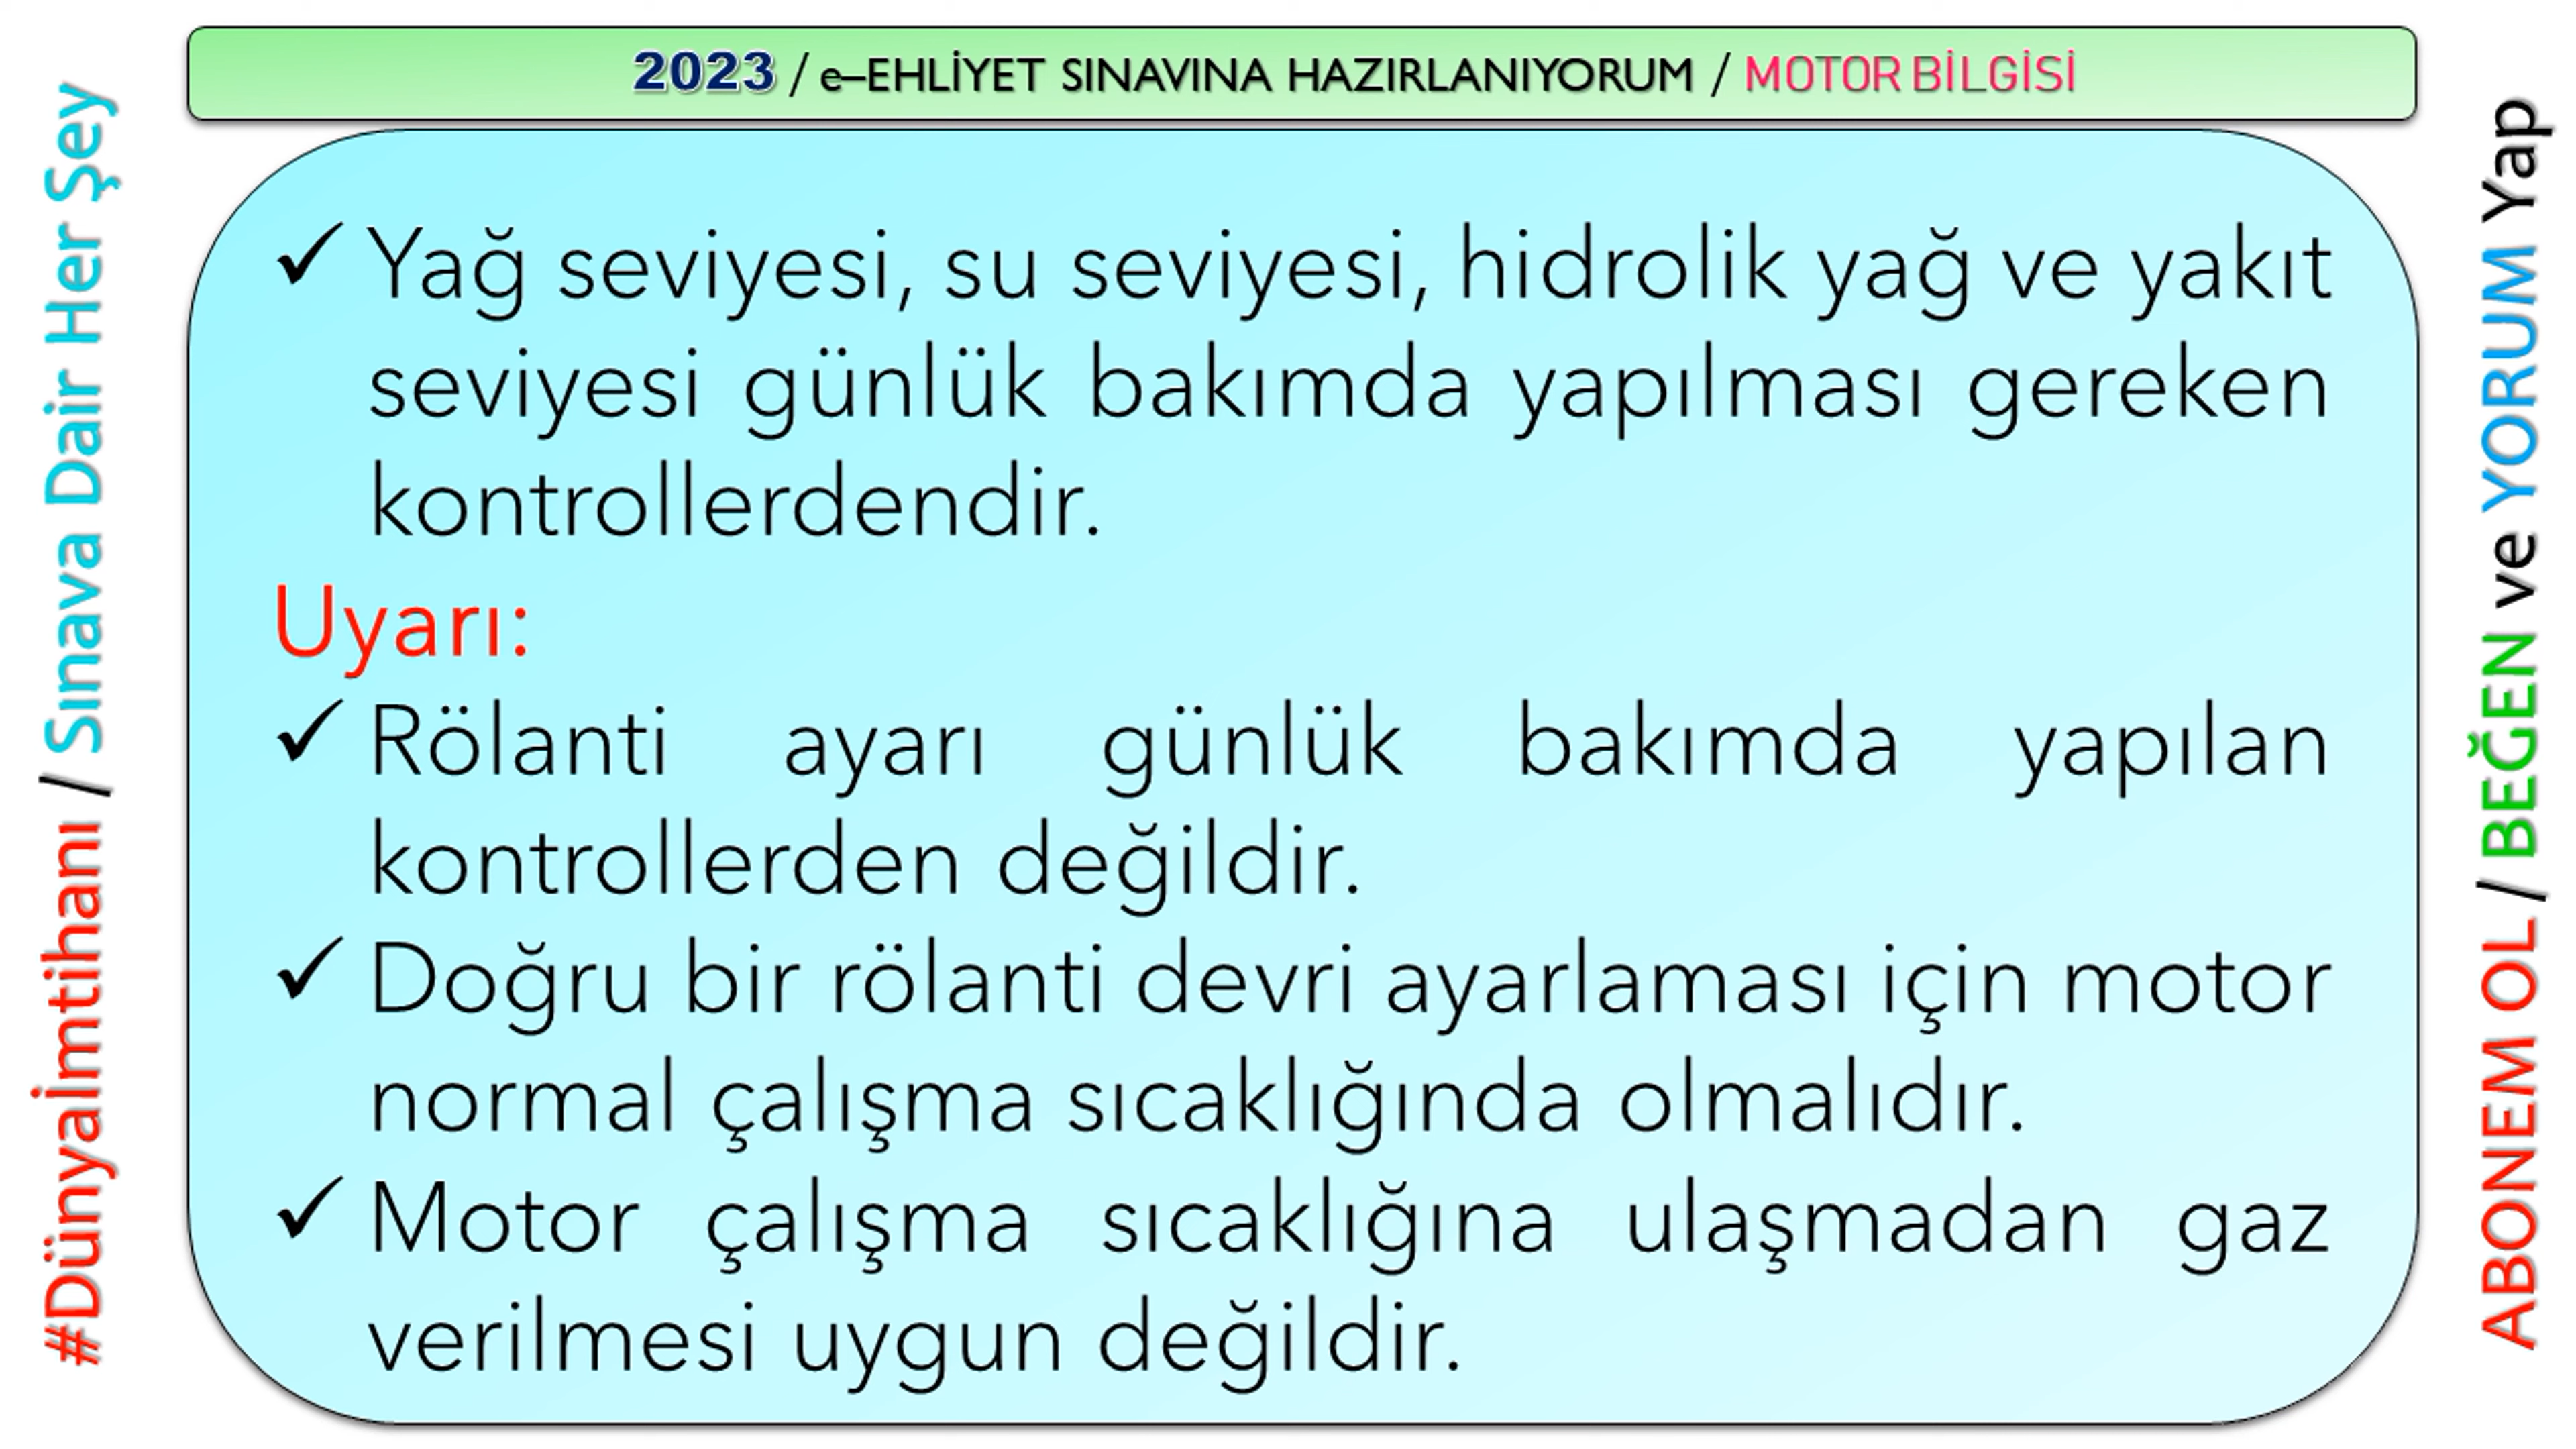 2023 / e–EHLİYET SINAVINA HAZIRLANIYORUM / MOTOR BİLGİSİ
#Dünyaİmtihanı / Sınava Dair Her Şey
✓ Yağ seviyesi, su seviyesi, hidrolik yağ ve yakıt
seviyesi günlük bakımda yapılması gereken
kontrollerdendir.
Uyarı:
✓ Rölanti ayarı günlük bakımda yapılan
kontrollerden değildir.
✓ Doğru bir rölanti devri ayarlaması için motor
normal çalışma sıcaklığında olmalıdır.
✓ Motor çalışma sıcaklığına ulaşmadan gaz
verilmesi uygun değildir.
ABONEM OL / BEĞEN ve YORUM Yap